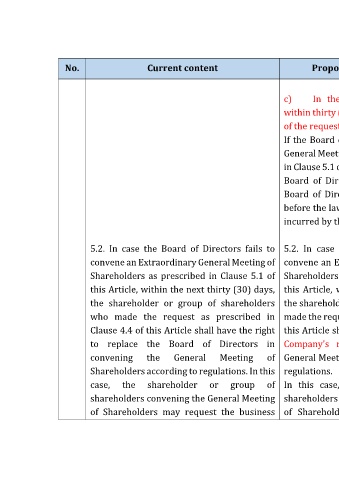 No.
Current content
Propo
c) In the
within thirty
of the request
If the Board
General Meet
in Clause 5.1
Board of Dir
Board of Dire
before the la
incurred by th
5.2. In case the Board of Directors fails to
convene an Extraordinary General Meeting of
Shareholders as prescribed in Clause 5.1 of
this Article, within the next thirty (30) days,
the shareholder or group of shareholders
who made the request as prescribed in
Clause 4.4 of this Article shall have the right
to replace the Board of Directors in
convening the General Meeting of
Shareholders according to regulations. In this
case, the shareholder or group of
shareholders convening the General Meeting
of Shareholders may request the business
5.2. In case
convene an E
Shareholders
this Article, w
the sharehold
made the requ
this Article sh
Company's r
General Meet
regulations.
In this case,
shareholders
of Sharehold